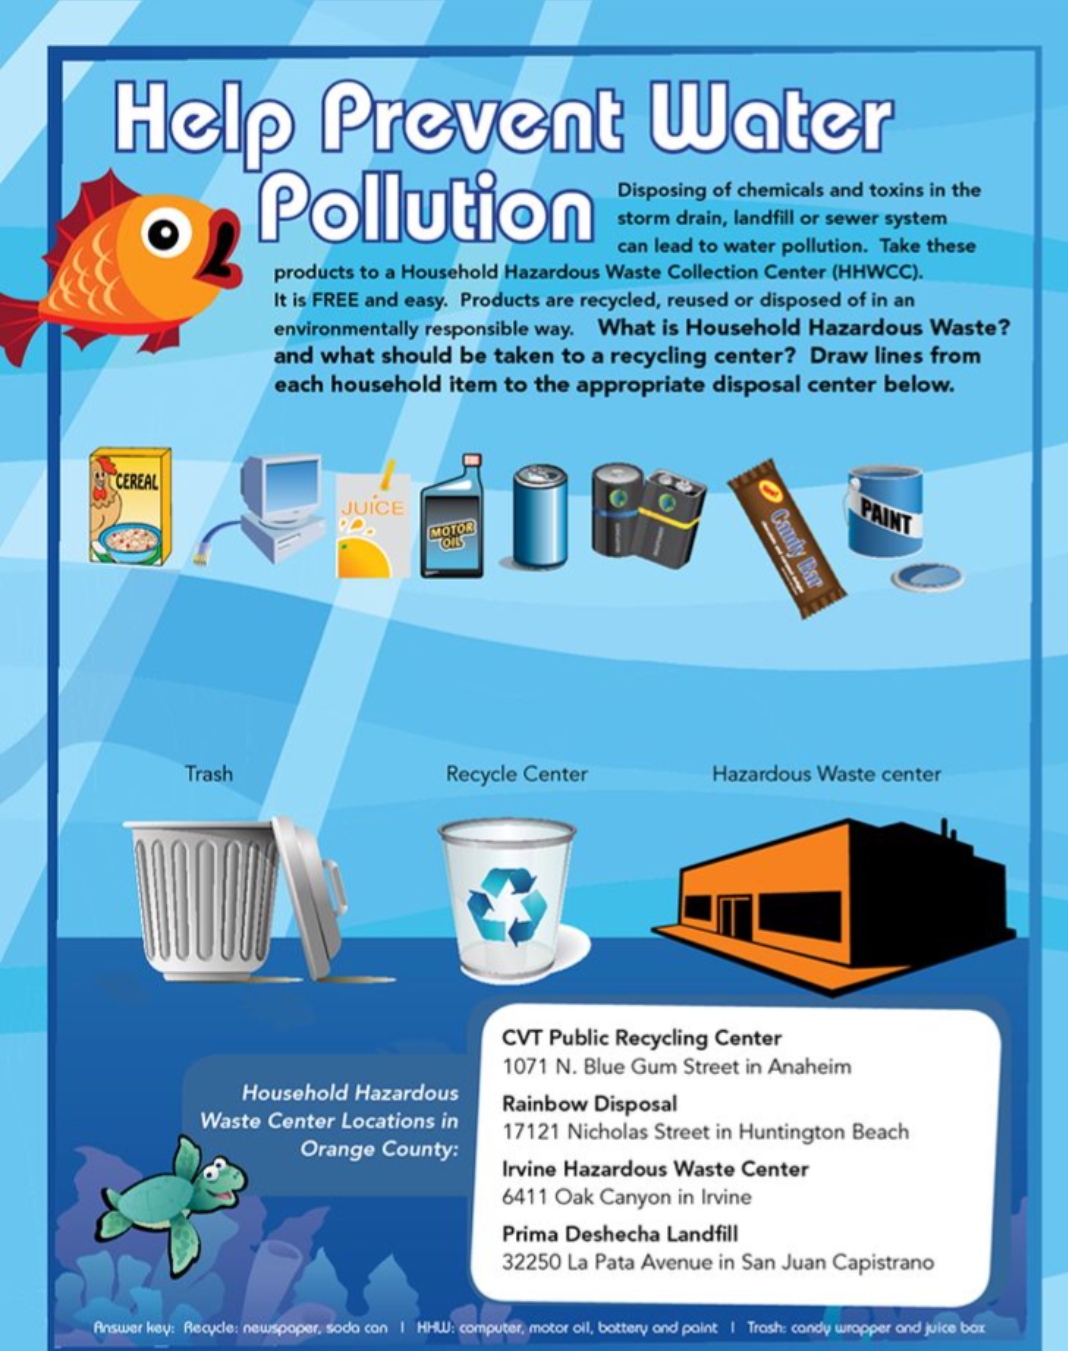 Help Prevent Water
Pollution
Disposing of chemicals and toxins in the
storm drain, landfill or sewer system
can lead to water pollution. Take these
products to a Household Hazardous Waste Collection Center (HHWCC).
It is FREE and easy. Products are recycled, reused or disposed of in an
environmentally responsible way. What is Household Hazardous Waste?
and what should be taken to a recycling center? Draw lines from
each household item to the appropriate disposal center below.
CEREAL
JUICE
MOTOR
OIL
Candy Bar
PAINT
Trash
Recycle Center
Hazardous Waste center
Household Hazardous
Waste Center Locations in
Orange County:
CVT Public Recycling Center
1071 N. Blue Gum Street in Anaheim
Rainbow Disposal
17121 Nicholas Street in Huntington Beach
Irvine Hazardous Waste Center
6411 Oak Canyon in Irvine
Prima Deshecha Landfill
32250 La Pata Avenue in San Juan Capistrano
Answer key: Recycle: newspaper, soda can | HHW: computer, motor oil, battery and paint | Trash: candy wrapper and juice box